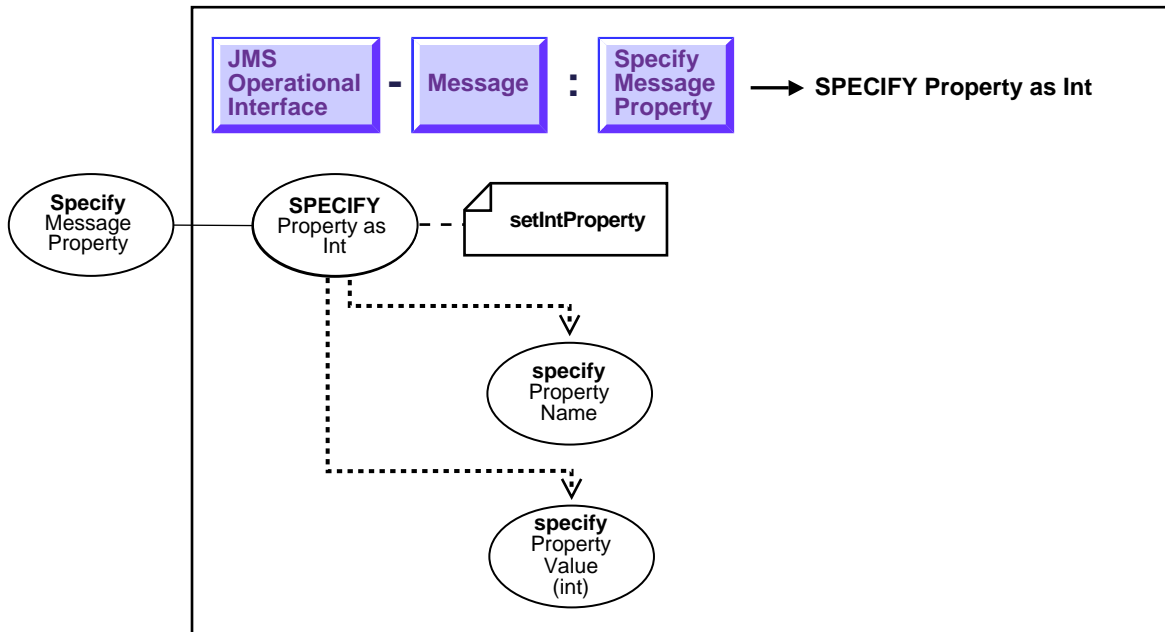 JMS
Operational
Interface
-
Message
:
Specify
Message
Property
SPECIFY Property as Int
Specify
Message
Property
SPECIFY
Property as
Int
setIntProperty
specify
Property
Name
specify
Property
Value
(int)